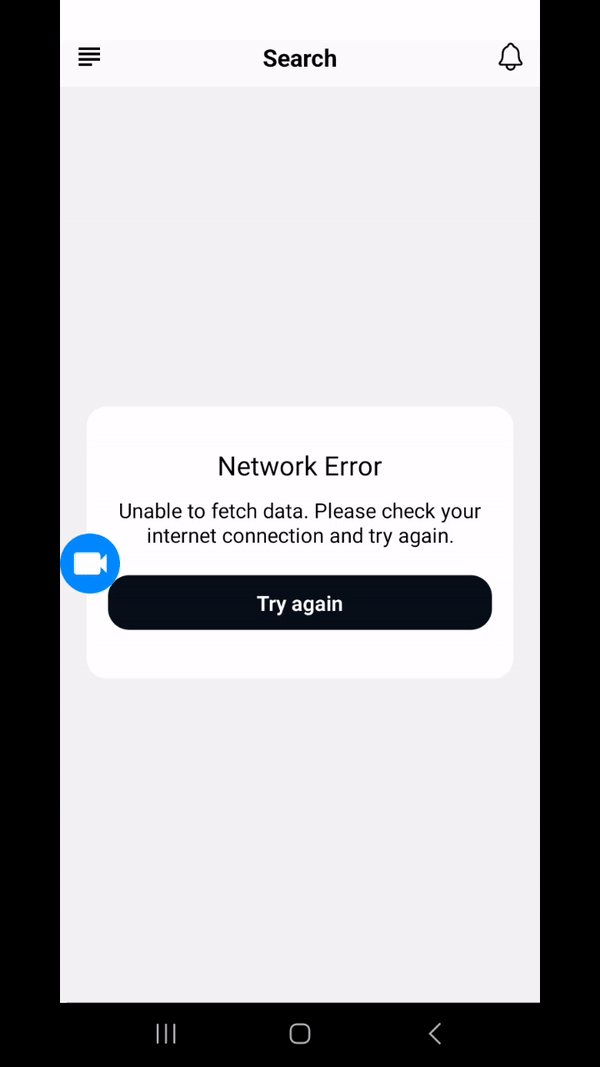 Search
Network Error
Unable to fetch data. Please check your
internet connection and try again.
Try again